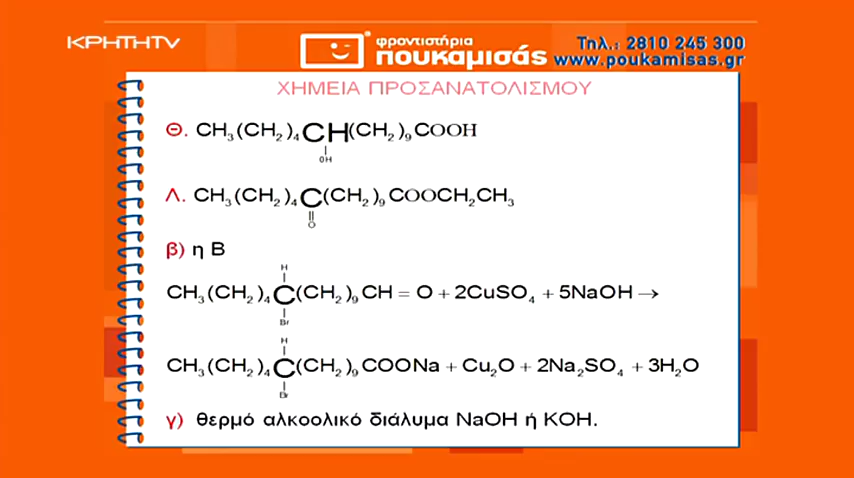 ΚΡΗΤΗTV
φροντιστήρια
πουκαμισάς
Τηλ.: 2810 245 300
www.poukamisas.gr
ΧΗΜΕΙΑ ΠΡΟΣΑΝΑΤΟΛΙΣΜΟΥ
Θ. CH₃(CH₂)₄CH(CH₂)₉COOH
OH
Λ. CH₃(CH₂)₄C(CH₂)₉COOCH₂CH₃
O
β) η Β
H
CH₃(CH₂)₄C(CH₂)₉CH = O + 2CuSO₄ + 5NaOH →
Br
H
CH₃(CH₂)₄C(CH₂)₉COONa + Cu₂O + 2Na₂SO₄ + 3H₂O
Br
γ) θερμό αλκοολικό διάλυμα NaOH ή KOH.